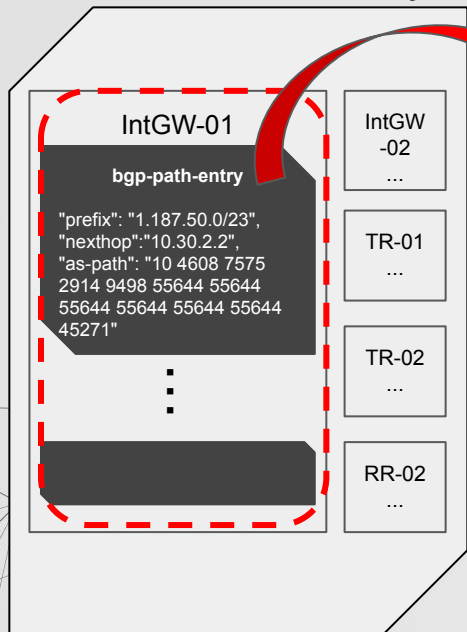 IntGW-01
bgp-path-entry
"prefix": "1.187.50.0/23",
"nexthop":"10.30.2.2",
"as-path": "10 4608 7575
2914 9498 55644 55644
55644 55644 55644 55644
45271"
IntGW
-02
...
TR-01
...
TR-02
...
RR-02
...